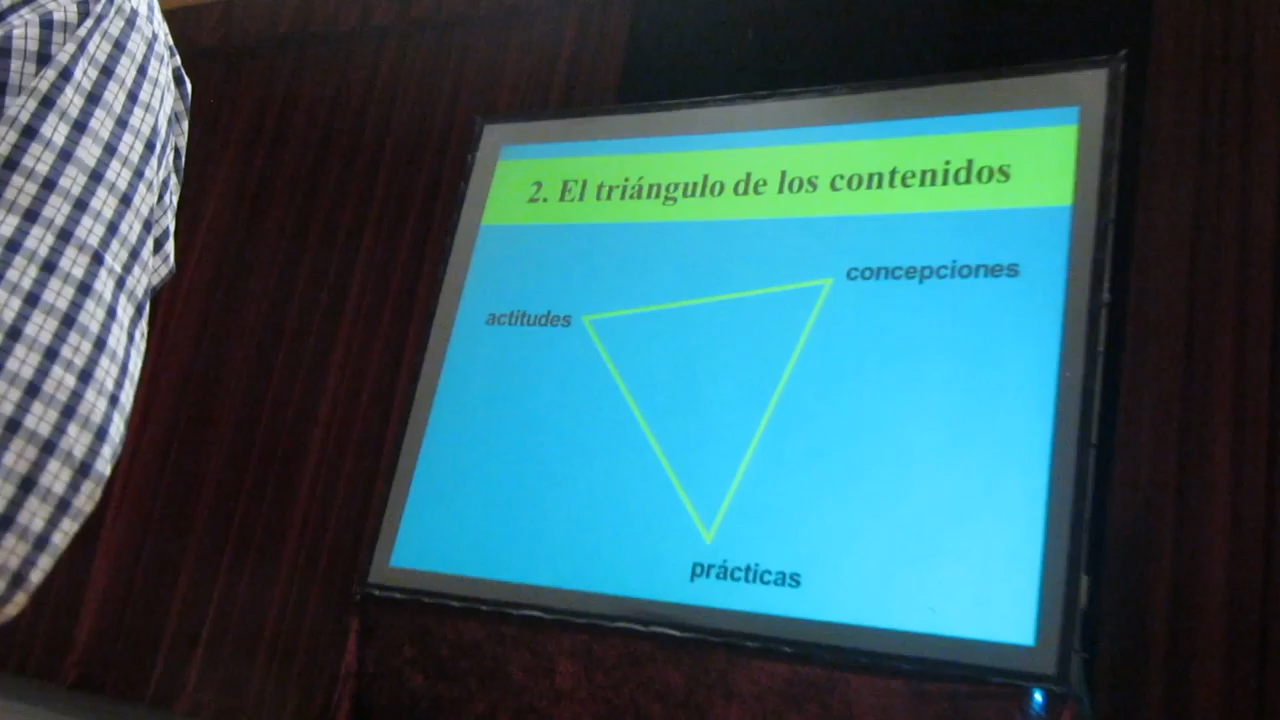 2. El triángulo de los contenidos
concepciones
actitudes
prácticas